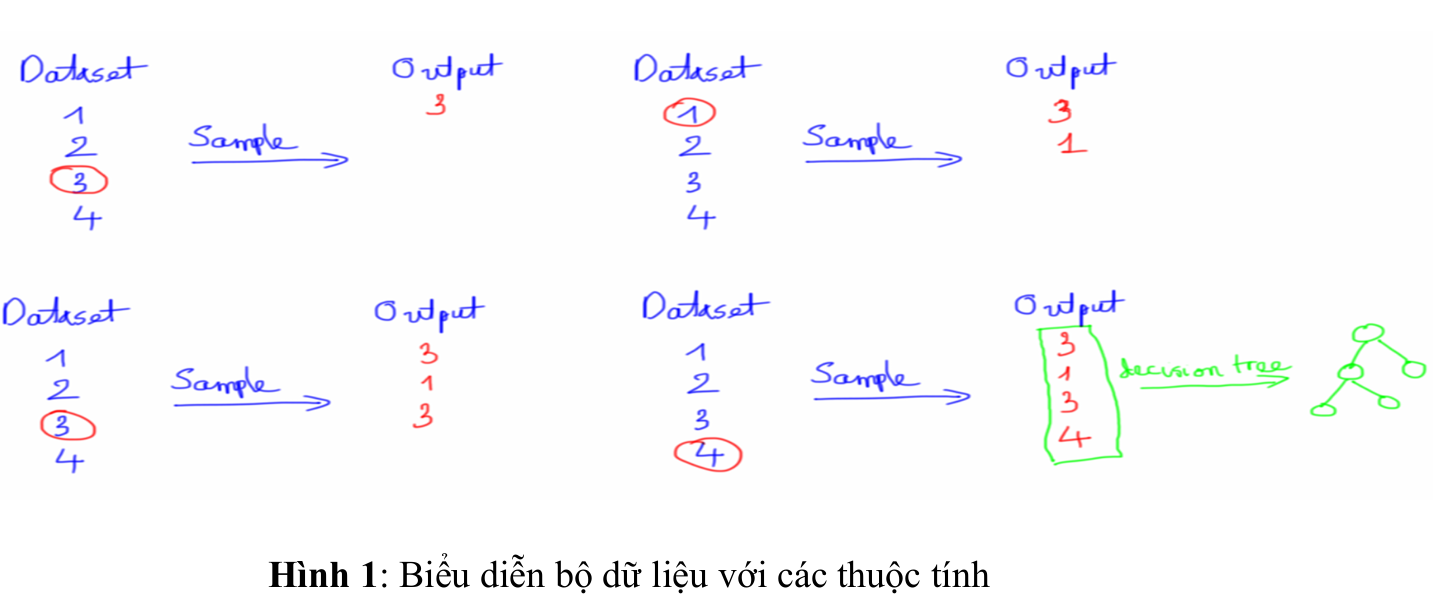 Dataset
1
2
3
4
Sample
Output
3
Dataset
1
2
3
4
Sample
Output
3
1
Dataset
1
2
3
4
Sample
Output
3
1
3
Dataset
1
2
3
4
Sample
Output
3
1
3
4
decision tree
Hình 1: Biểu diễn bộ dữ liệu với các thuộc tính